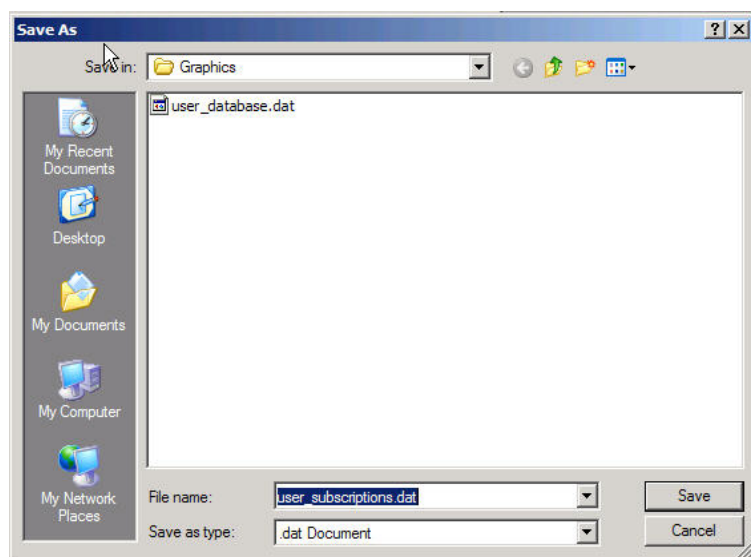 Save As
Save in: Graphics
user_database.dat
My Recent
Documents
Desktop
My Documents
My Computer
My Network
Places
File name: user_subscriptions.dat Save
Save as type: .dat Document Cancel